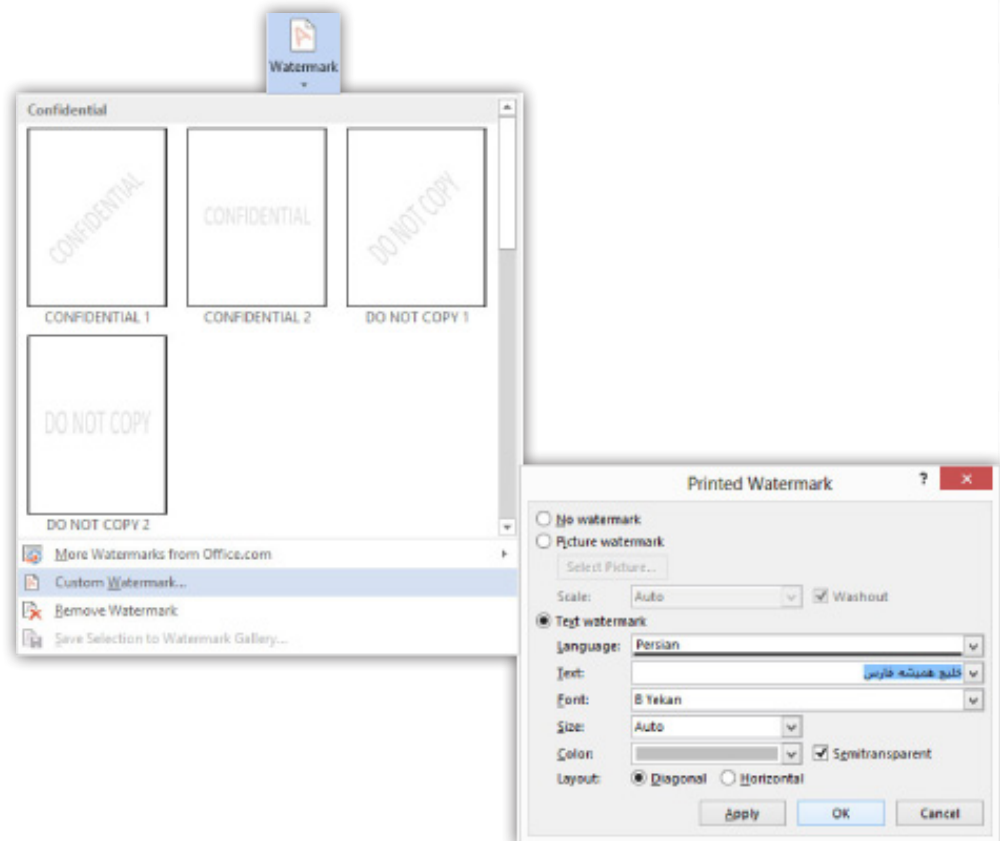 Watermark
Confidential
CONFIDENTIAL
CONFIDENTIAL
DO NOT COPY
CONFIDENTIAL 1
CONFIDENTIAL 2
DO NOT COPY 1
DO NOT COPY
DO NOT COPY 2
More Watermarks from Office.com
Custom Watermark...
Remove Watermark
Save Selection to Watermark Gallery...
Printed Watermark
?
No watermark
Picture watermark
Select Picture...
Scale: Auto Washout
Text watermark
Language: Persian
Text: خلیج همیشه فارس
Font: B Yekan
Size: Auto
Color: Semitransparent
Layout: Diagonal Horizontal
Apply OK Cancel